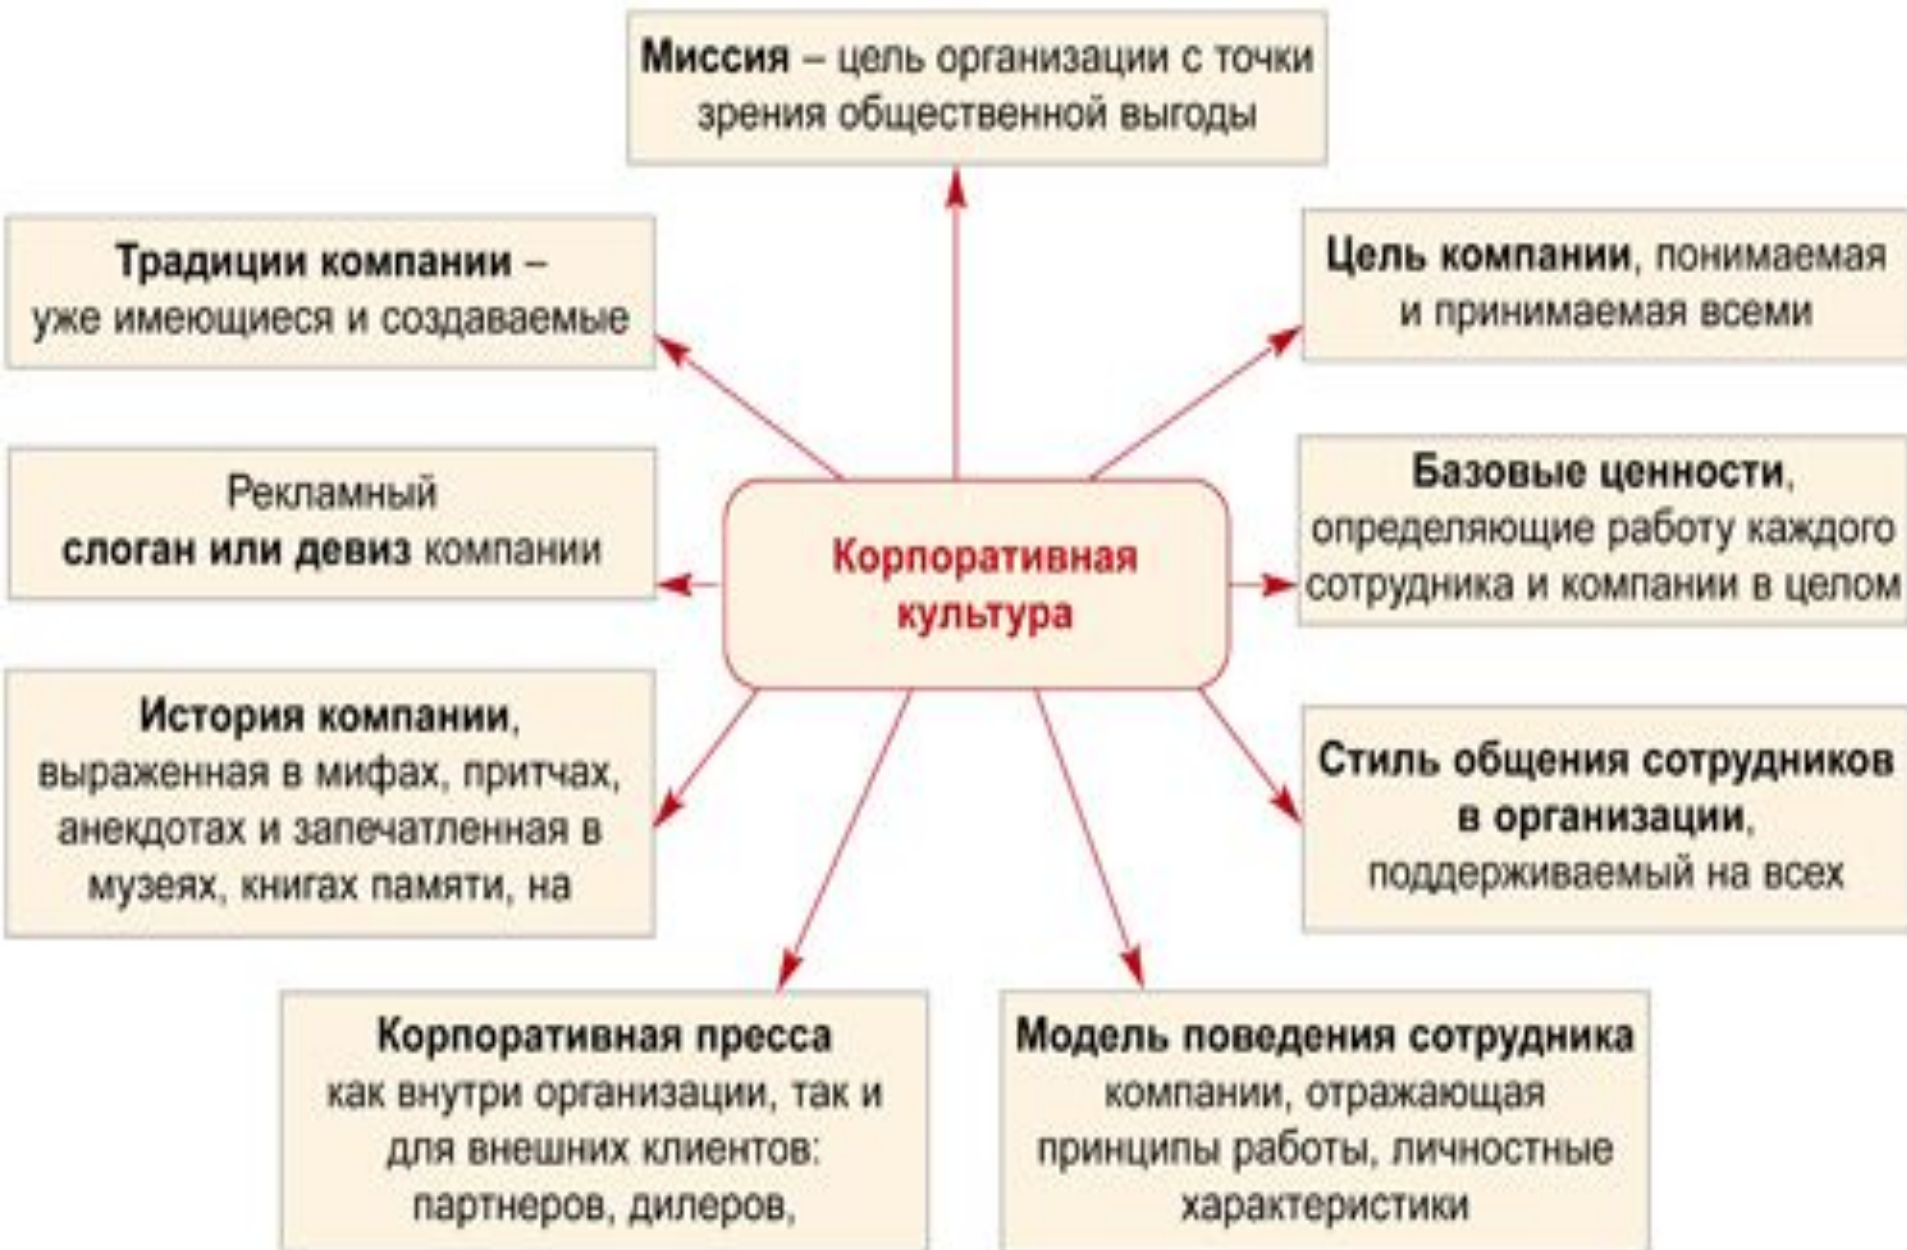 Миссия – цель организации с точки
зрения общественной выгоды
Традиции компании –
уже имеющиеся и создаваемые
Цель компании, понимаемая
и принимаемая всеми
Рекламный
слоган или девиз компании
Корпоративная
культура
Базовые ценности,
определяющие работу каждого
сотрудника и компании в целом
История компании,
выраженная в мифах, притчах,
анекдотах и запечатленная в
музеях, книгах памяти, на
Стиль общения сотрудников
в организации,
поддерживаемый на всех
Корпоративная пресса
как внутри организации, так и
для внешних клиентов:
партнеров, дилеров,
Модель поведения сотрудника
компании, отражающая
принципы работы, личностные
характеристики